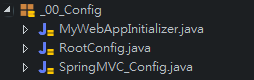 _00_Config
MyWebAppInitializer.java
RootConfig.java
SpringMVC_Config.java